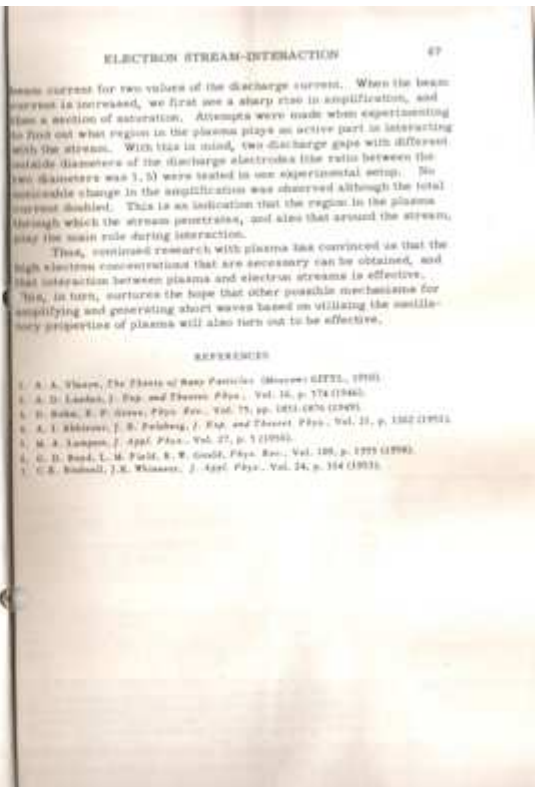 ELECTRON STREAM-INTERACTION 67
beam current for two values of the discharge current. When the beam
current is increased, we first see a sharp rise in amplification, and
then a section of saturation. Attempts were made when experimenting
to find out what region in the plasma plays an active part in interacting
with the stream. With this in mind, two discharge gaps with different
outside diameters of the discharge electrodes (the ratio between the
two diameters was 1.5) were tested in one experimental setup. No
noticeable change in the amplification was observed although the total
current doubled. This is an indication that the region in the plasma
through which the stream penetrates, and also that around the stream,
play the main role during interaction.
Thus, continued research with plasma has convinced us that the
high electron concentrations that are necessary can be obtained, and
that interaction between plasma and electron streams is effective.
This, in turn, nurtures the hope that other possible mechanisms for
amplifying and generating short waves based on utilizing the oscilla-
tory properties of plasma will also turn out to be effective.
REFERENCES
1. A. A. Vlasov, The Theory of Many Particles (Moscow: GITTL, 1950).
2. A. D. Landau, J. Exp. and Theoret. Phys., Vol. 16, p. 574 (1946).
3. D. Bohm, E. P. Gross, Phys. Rev., Vol. 75, pp. 1851-1876 (1949).
4. A. I. J. B. J. Exp. and Theoret. Phys., Vol. 21, p. (1951).
5. M. A. Lampert, J. Appl. Phys., Vol. 27, p. 5 (1956).
6. G. D. Boyd, L. M. Field, R. W. Gould, Phys. Rev., Vol. 109, p. 1393 (1958).
7. C.K. Birdsall, J.R. Whinnery, J. Appl. Phys., Vol. 24, p. 314 (1953).